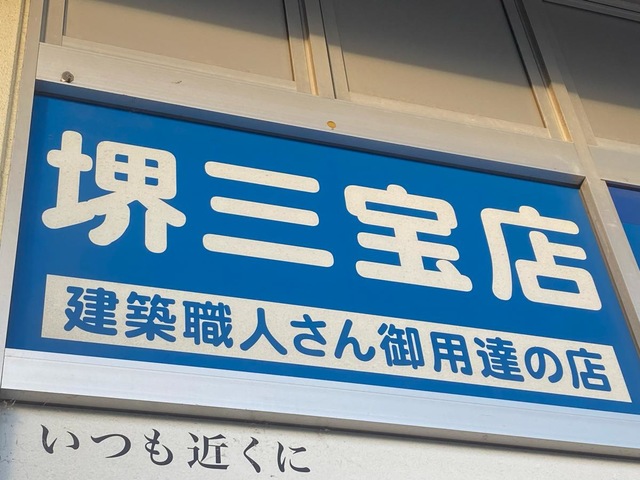 堺三宝店
建築職人さん御用達の店
いつも近くに